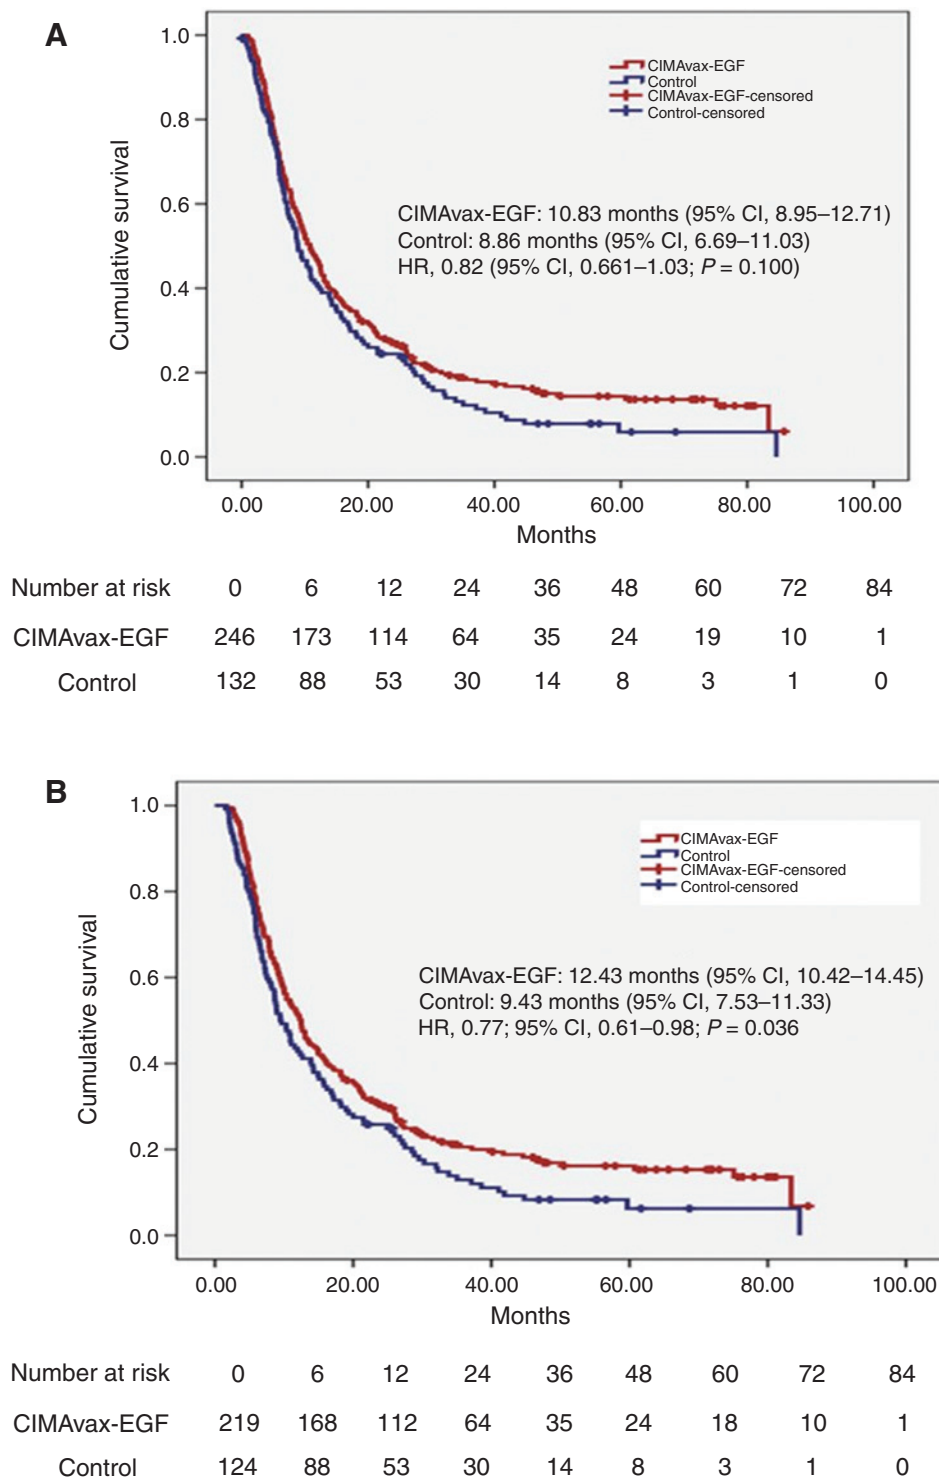 A
1.0
0.8
0.6
0.4
0.2
0.0
Cumulative survival
CIMAvax-EGF
Control
CIMAvax-EGF-censored
Control-censored
CIMAvax-EGF: 10.83 months (95% CI, 8.95–12.71)
Control: 8.86 months (95% CI, 6.69–11.03)
HR, 0.82 (95% CI, 0.661–1.03; P = 0.100)
0.00 20.00 40.00 60.00 80.00 100.00
Months
Number at risk 0 6 12 24 36 48 60 72 84
CIMAvax-EGF 246 173 114 64 35 24 19 10 1
Control 132 88 53 30 14 8 3 1 0
B
1.0
0.8
0.6
0.4
0.2
0.0
Cumulative survival
CIMAvax-EGF
Control
CIMAvax-EGF-censored
Control-censored
CIMAvax-EGF: 12.43 months (95% CI, 10.42–14.45)
Control: 9.43 months (95% CI, 7.53–11.33)
HR, 0.77; 95% CI, 0.61–0.98; P = 0.036
0.00 20.00 40.00 60.00 80.00 100.00
Months
Number at risk 0 6 12 24 36 48 60 72 84
CIMAvax-EGF 219 168 112 64 35 24 18 10 1
Control 124 88 53 30 14 8 3 1 0